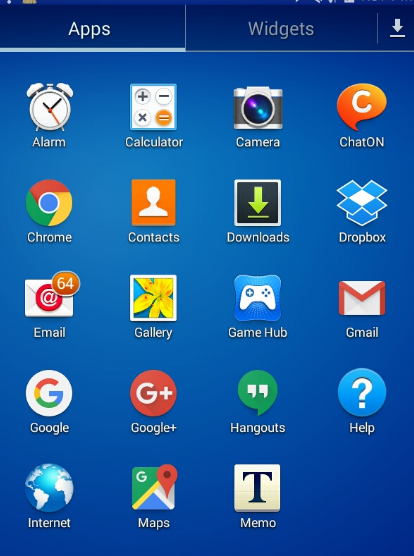 Apps Widgets
Alarm Calculator Camera ChatON
Chrome Contacts Downloads Dropbox
64
Email Gallery Game Hub Gmail
Google Google+ Hangouts Help
Internet Maps Memo